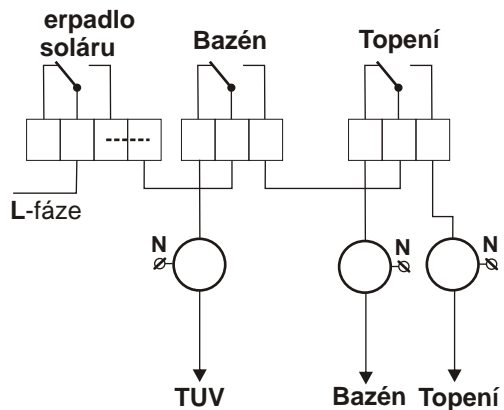 erpadlo
soláru
Bazén
Topení
L-fáze
N
N
N
TUV
Bazén
Topení